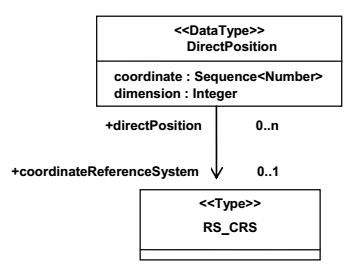 <<DataType>>
DirectPosition
coordinate : Sequence<Number>
dimension : Integer
+directPosition 0..n
+coordinateReferenceSystem 0..1
<<Type>>
RS_CRS